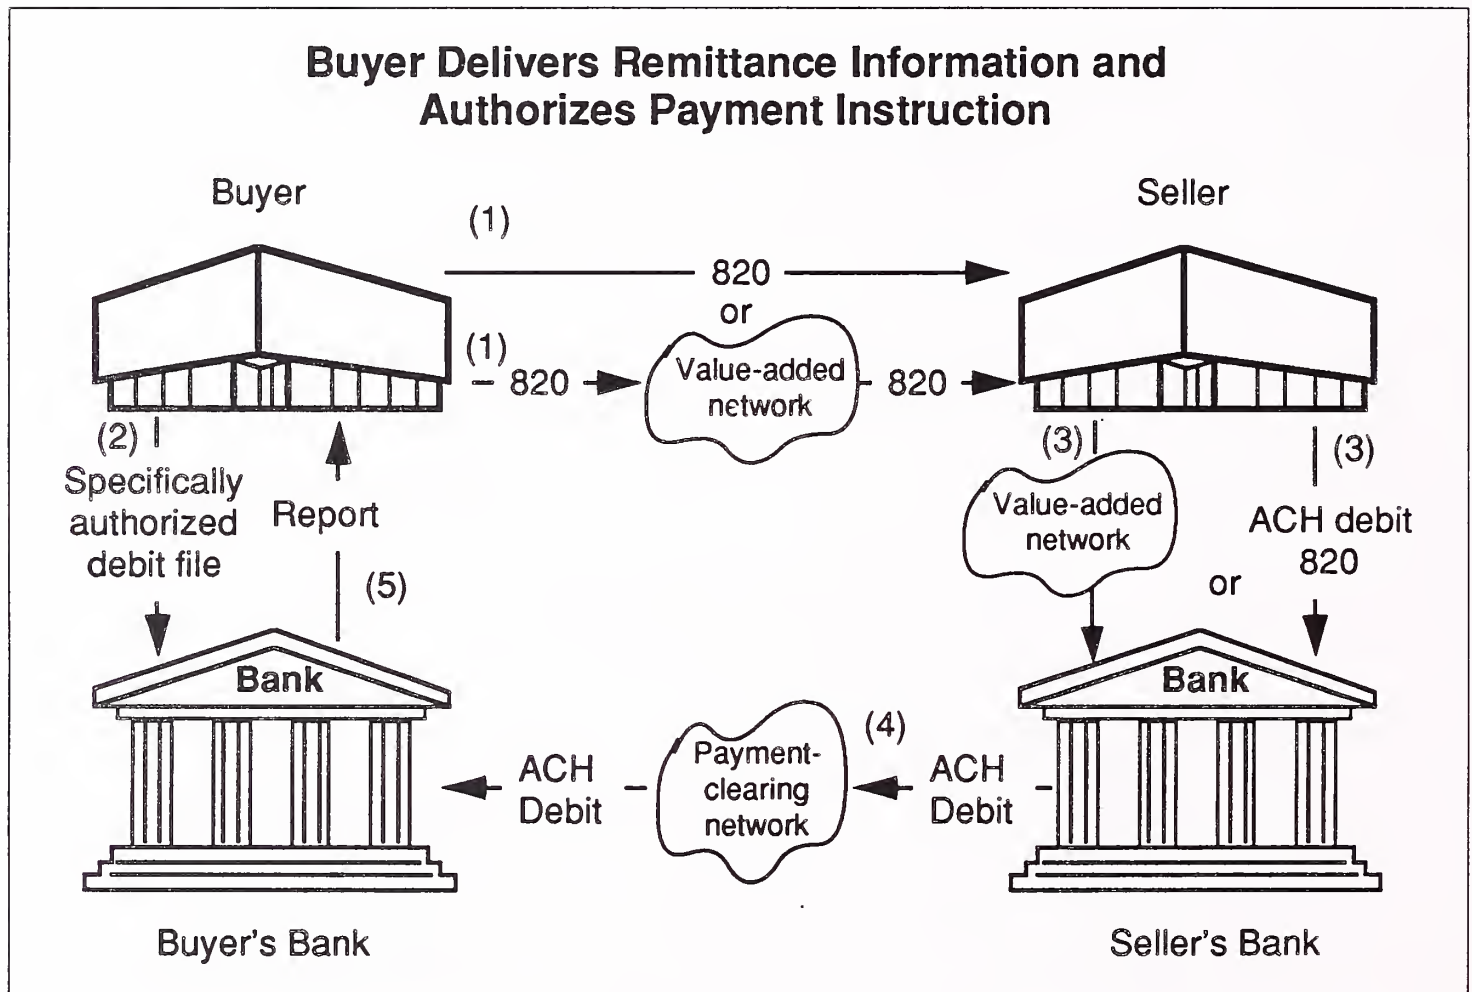 Buyer Delivers Remittance Information and
Authorizes Payment Instruction
Buyer
Seller
(1)
820
or
(1)
820
Value-added
network
820
(2)
Specifically
authorized
debit file
Report
(5)
(3)
Value-added
network
(3)
ACH debit
820
or
Bank
Bank
ACH
Debit
Payment-
clearing
network
(4)
ACH
Debit
Buyer's Bank
Seller's Bank